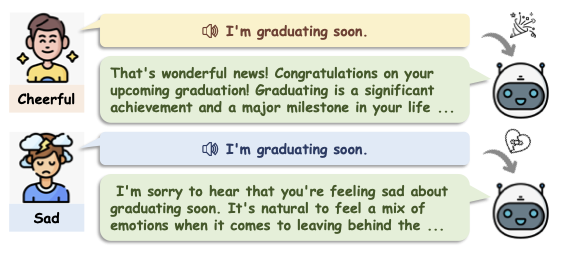 I'm graduating soon.
That's wonderful news! Congratulations on your
upcoming graduation! Graduating is a significant
achievement and a major milestone in your life ...
Cheerful
I'm graduating soon.
I'm sorry to hear that you're feeling sad about
graduating soon. It's natural to feel a mix of
emotions when it comes to leaving behind the ...
Sad